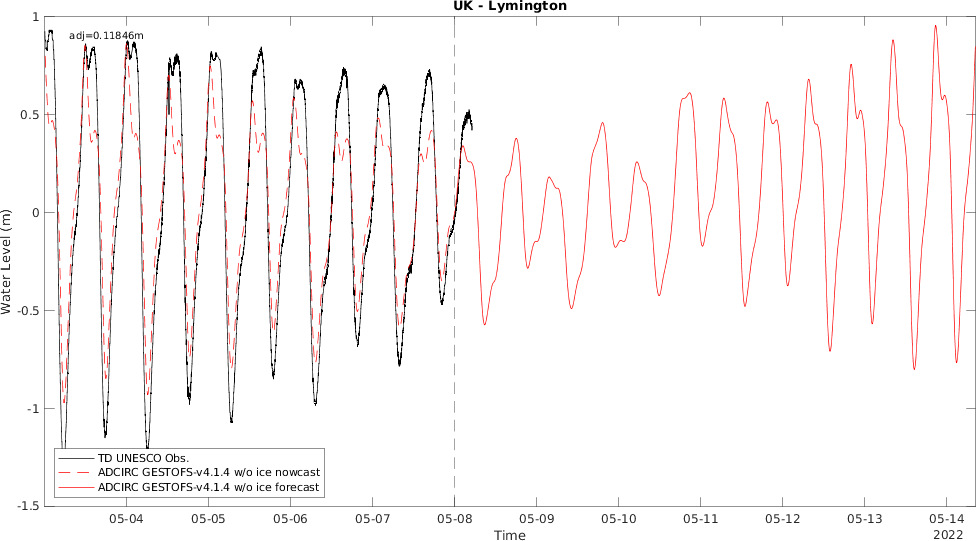 UK - Lymington
adj=0.11846m
Water Level (m)
1
0.5
0
-0.5
-1
-1.5
TD UNESCO Obs.
ADCIRC GESTOFS-v4.1.4 w/o ice nowcast
ADCIRC GESTOFS-v4.1.4 w/o ice forecast
05-04 05-05 05-06 05-07 05-08 05-09 05-10 05-11 05-12 05-13 05-14
Time
2022